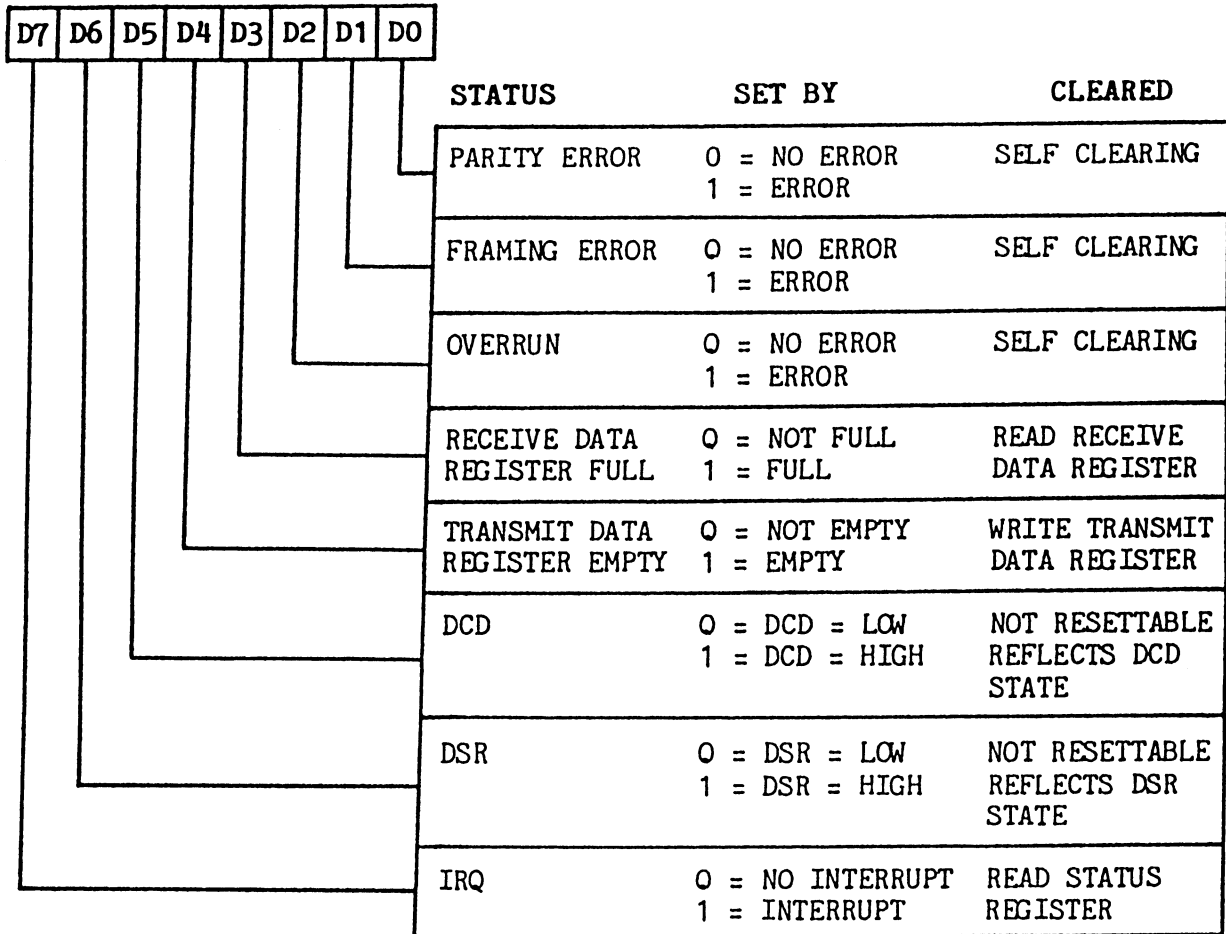 D7 D6 D5 D4 D3 D2 D1 D0
STATUS SET BY CLEARED
PARITY ERROR 0 = NO ERROR SELF CLEARING
1 = ERROR
FRAMING ERROR 0 = NO ERROR SELF CLEARING
1 = ERROR
OVERRUN 0 = NO ERROR SELF CLEARING
1 = ERROR
RECEIVE DATA 0 = NOT FULL READ RECEIVE
REGISTER FULL 1 = FULL DATA REGISTER
TRANSMIT DATA 0 = NOT EMPTY WRITE TRANSMIT
REGISTER EMPTY 1 = EMPTY DATA REGISTER
DCD 0 = DCD = LOW NOT RESETTABLE
1 = DCD = HIGH REFLECTS DCD
STATE
DSR 0 = DSR = LOW NOT RESETTABLE
1 = DSR = HIGH REFLECTS DSR
STATE
IRQ 0 = NO INTERRUPT READ STATUS
1 = INTERRUPT REGISTER